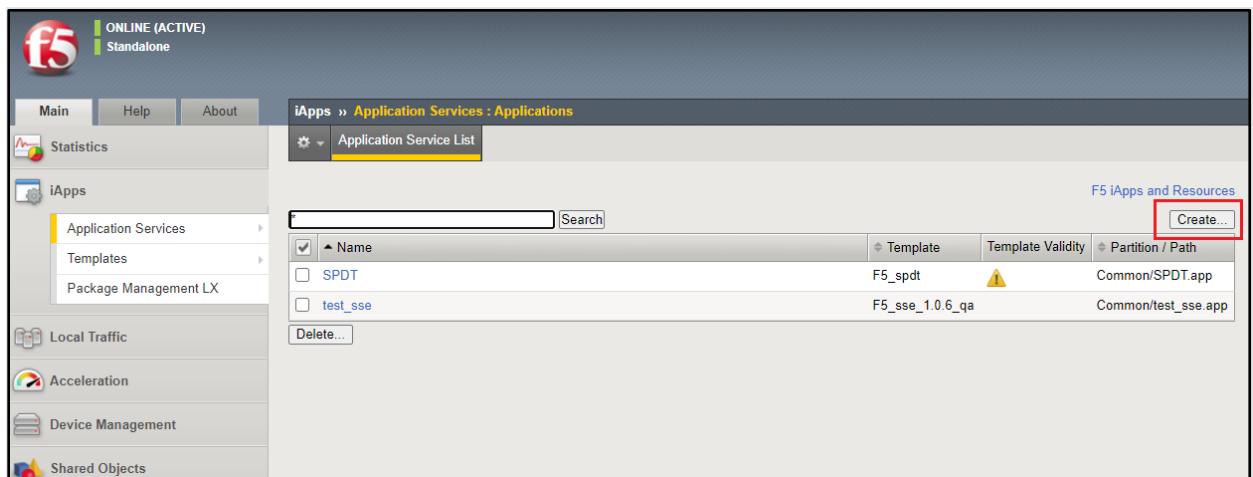 f5
ONLINE (ACTIVE)
Standalone
Main Help About
iApps ›› Application Services : Applications
Statistics
Application Service List
iApps
F5 iApps and Resources
* Search Create...
Application Services
Name Template Template Validity Partition / Path
Templates
SPDT F5_spdt Common/SPDT.app
Package Management LX
test_sse F5_sse_1.0.6_qa Common/test_sse.app
Delete...
Local Traffic
Acceleration
Device Management
Shared Objects